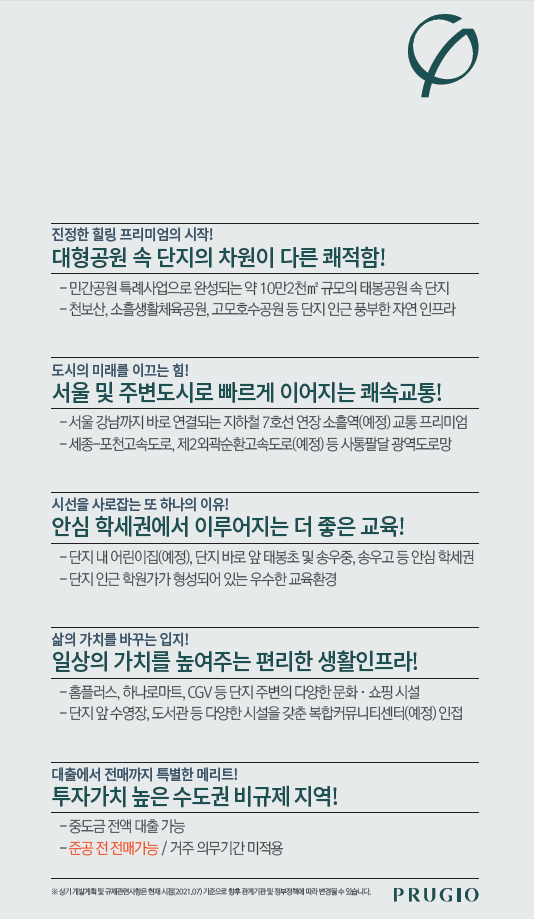 진정한 힐링 프리미엄의 시작!
대형공원 속 단지의 차원이 다른 쾌적함!
- 민간공원 특례사업으로 완성되는 약 10만2천㎡ 규모의 태봉공원 속 단지
- 천보산, 소흘생활체육공원, 고모호수공원 등 단지 인근 풍부한 자연 인프라
도시의 미래를 이끄는 힘!
서울 및 주변도시로 빠르게 이어지는 쾌속교통!
- 서울 강남까지 바로 연결되는 지하철 7호선 연장 소흘역(예정) 교통 프리미엄
- 세종-포천고속도로, 제2외곽순환고속도로(예정) 등 사통팔달 광역도로망
시선을 사로잡는 또 하나의 이유!
안심 학세권에서 이루어지는 더 좋은 교육!
- 단지 내 어린이집(예정), 단지 바로 앞 태봉초 및 송우중, 송우고 등 안심 학세권
- 단지 인근 학원가가 형성되어 있는 우수한 교육환경
삶의 가치를 바꾸는 입지!
일상의 가치를 높여주는 편리한 생활인프라!
- 홈플러스, 하나로마트, CGV 등 단지 주변의 다양한 문화 · 쇼핑 시설
- 단지 앞 수영장, 도서관 등 다양한 시설을 갖춘 복합커뮤니티센터(예정) 인접
대출에서 전매까지 특별한 메리트!
투자가치 높은 수도권 비규제 지역!
- 중도금 전액 대출 가능
- 준공 전 전매가능 / 거주 의무기간 미적용
※ 상기 개발계획 및 규제관련사항은 현재 시점(2021.07) 기준으로 향후 관계기관 및 정부정책에 따라 변경될 수 있습니다.
PRUGIO